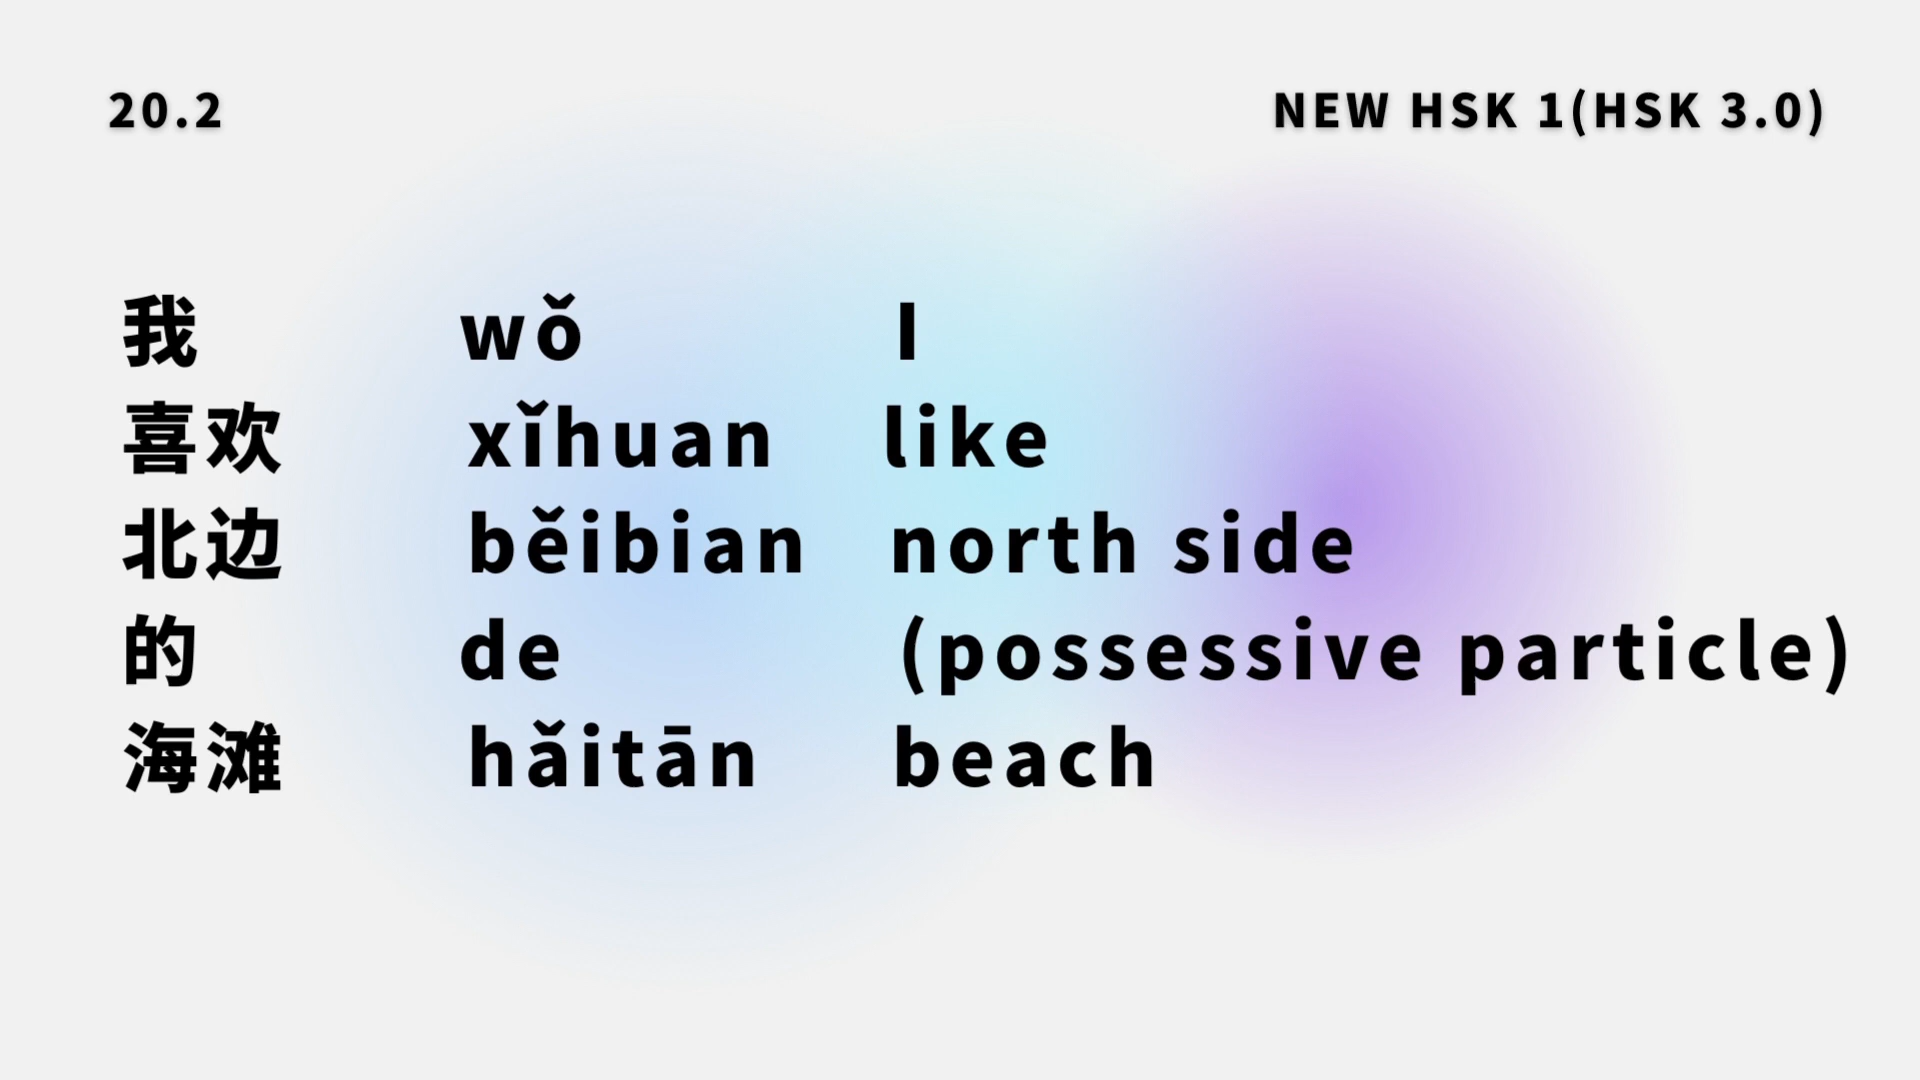 20.2
NEW HSK 1(HSK 3.0)
我 wǒ I
喜欢 xǐhuan like
北边 běibian north side
的 de (possessive particle)
海滩 hǎitān beach